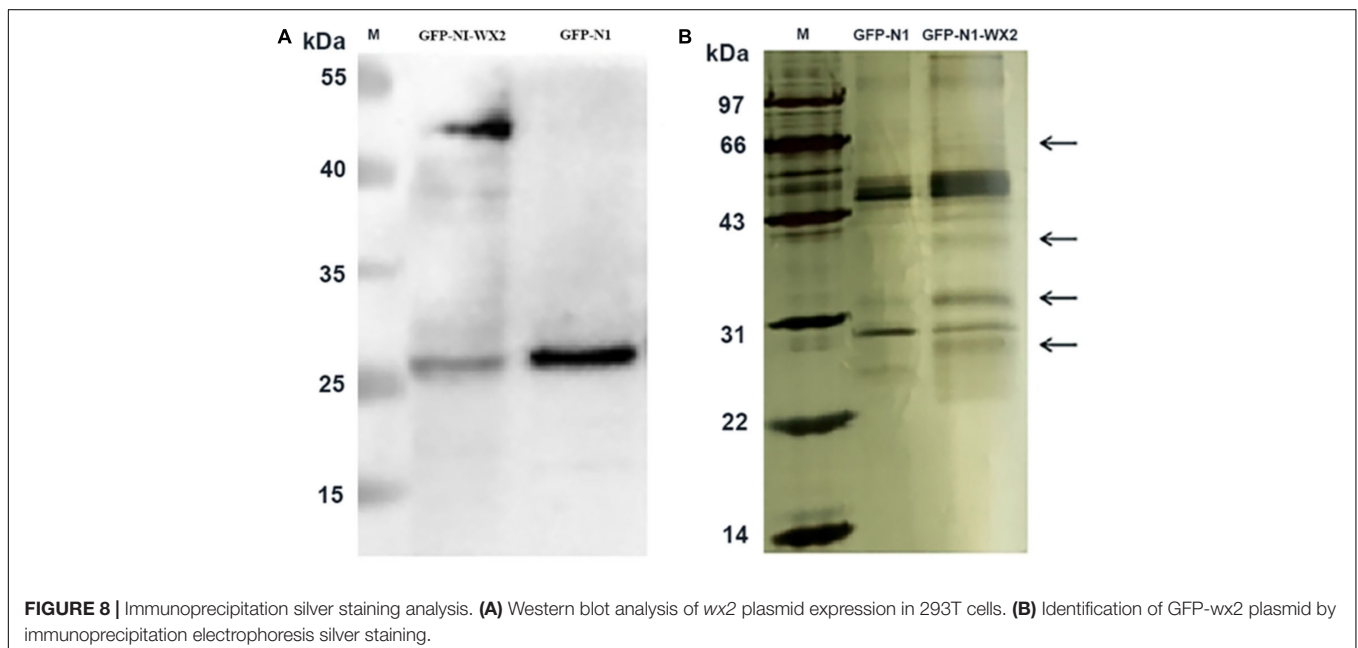 A
kDa
M GFP-NI-WX2 GFP-N1
55
40
35
25
15
B
kDa
M GFP-N1 GFP-N1-WX2
97
66
43
31
22
14
FIGURE 8 | Immunoprecipitation silver staining analysis. (A) Western blot analysis of wx2 plasmid expression in 293T cells. (B) Identification of GFP-wx2 plasmid by
immunoprecipitation electrophoresis silver staining.